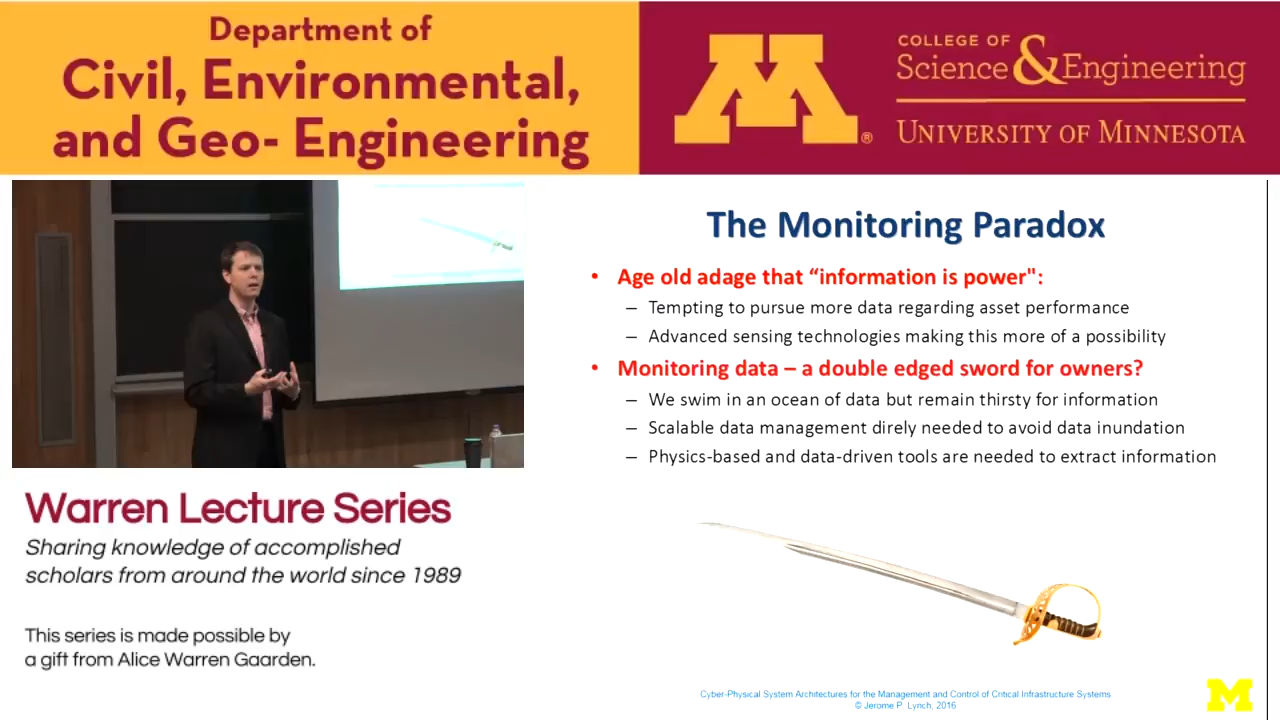 Department of
Civil, Environmental,
and Geo- Engineering
M®
COLLEGE OF
Science & Engineering
UNIVERSITY OF MINNESOTA
The Monitoring Paradox
• Age old adage that “information is power":
– Tempting to pursue more data regarding asset performance
– Advanced sensing technologies making this more of a possibility
• Monitoring data – a double edged sword for owners?
– We swim in an ocean of data but remain thirsty for information
– Scalable data management direly needed to avoid data inundation
– Physics-based and data-driven tools are needed to extract information
Warren Lecture Series
Sharing knowledge of accomplished
scholars from around the world since 1989
This series is made possible by
a gift from Alice Warren Gaarden.
Cyber-Physical System Architectures for the Management and Control of Critical Infrastructure Systems
© Jerome P. Lynch, 2016
M